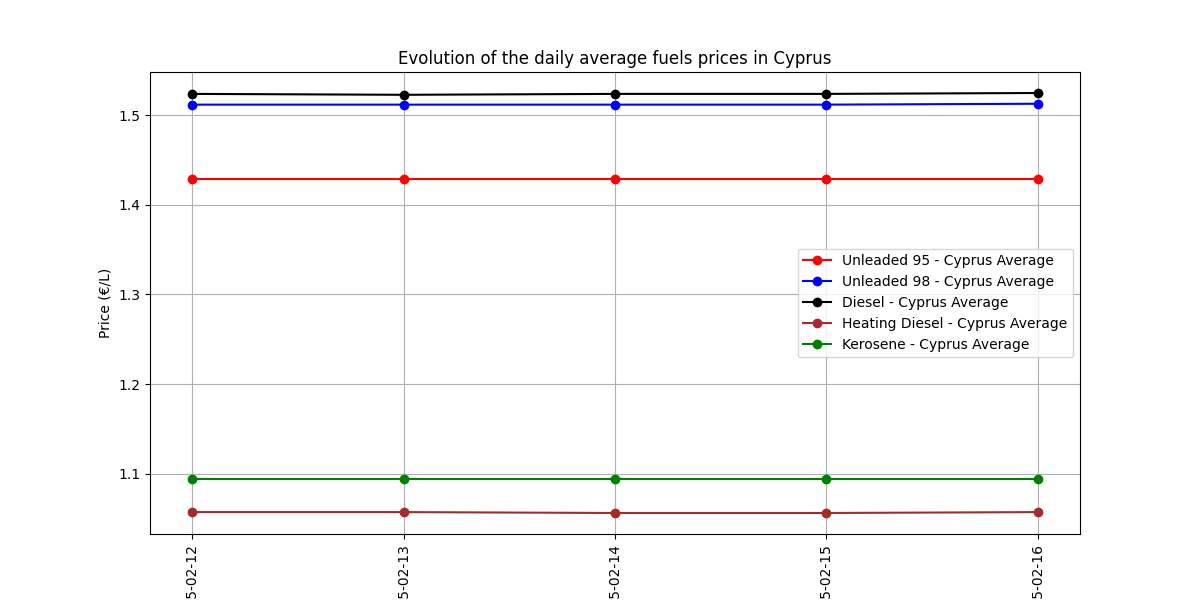 Evolution of the daily average fuels prices in Cyprus
Price (€/L)
1.5
1.4
1.3
1.2
1.1
Unleaded 95 - Cyprus Average
Unleaded 98 - Cyprus Average
Diesel - Cyprus Average
Heating Diesel - Cyprus Average
Kerosene - Cyprus Average
5-02-12
5-02-13
5-02-14
5-02-15
5-02-16